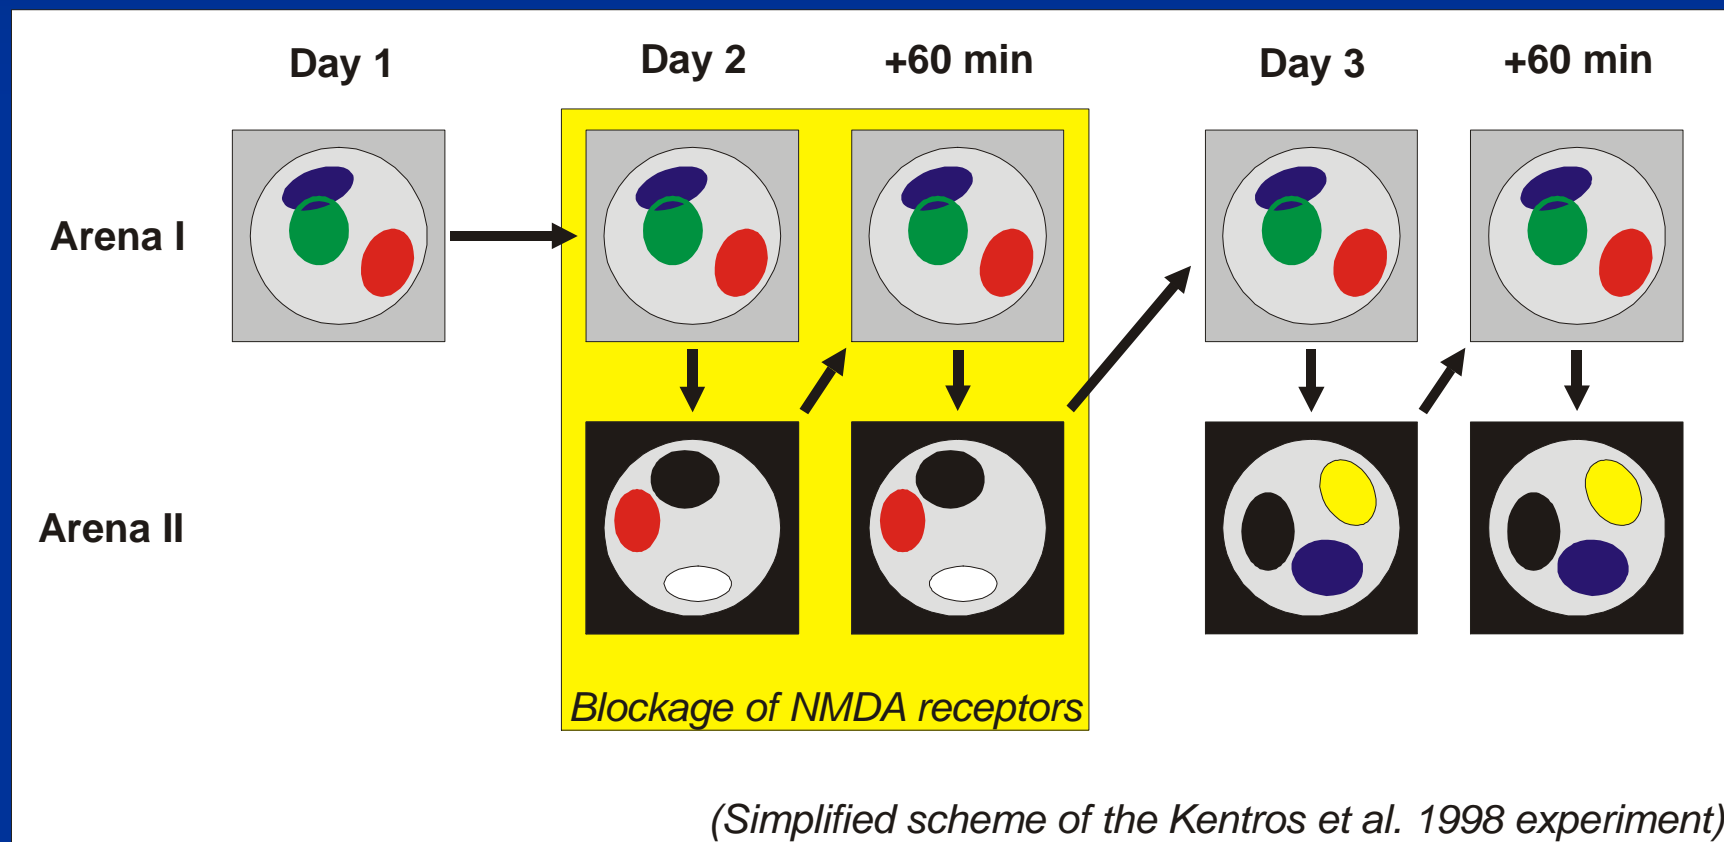 Day 1 Day 2 +60 min Day 3 +60 min
Arena I
Arena II
Blockage of NMDA receptors
(Simplified scheme of the Kentros et al. 1998 experiment)